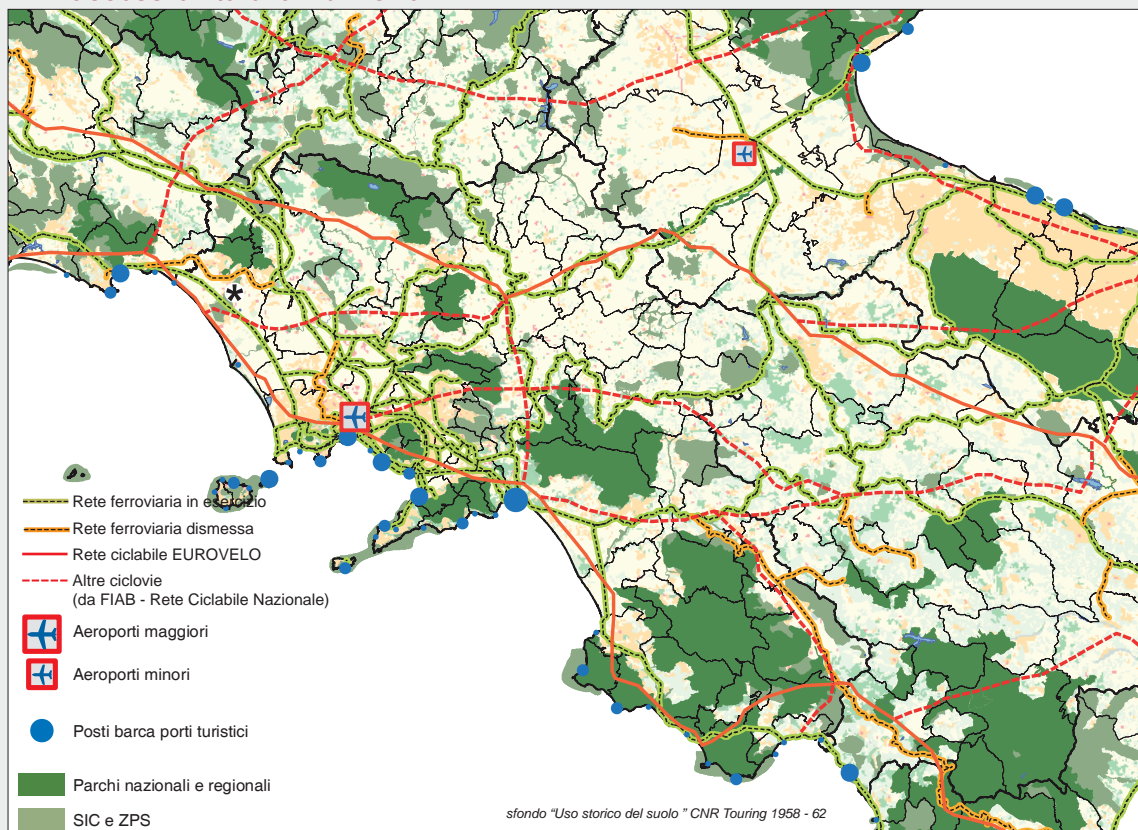 Rete ferroviaria in esercizio
Rete ferroviaria dismessa
Rete ciclabile EUROVELO
Altre ciclovie
(da FIAB - Rete Ciclabile Nazionale)
Aeroporti maggiori
Aeroporti minori
Posti barca porti turistici
Parchi nazionali e regionali
SIC e ZPS
sfondo “Uso storico del suolo ” CNR Touring 1958 - 62